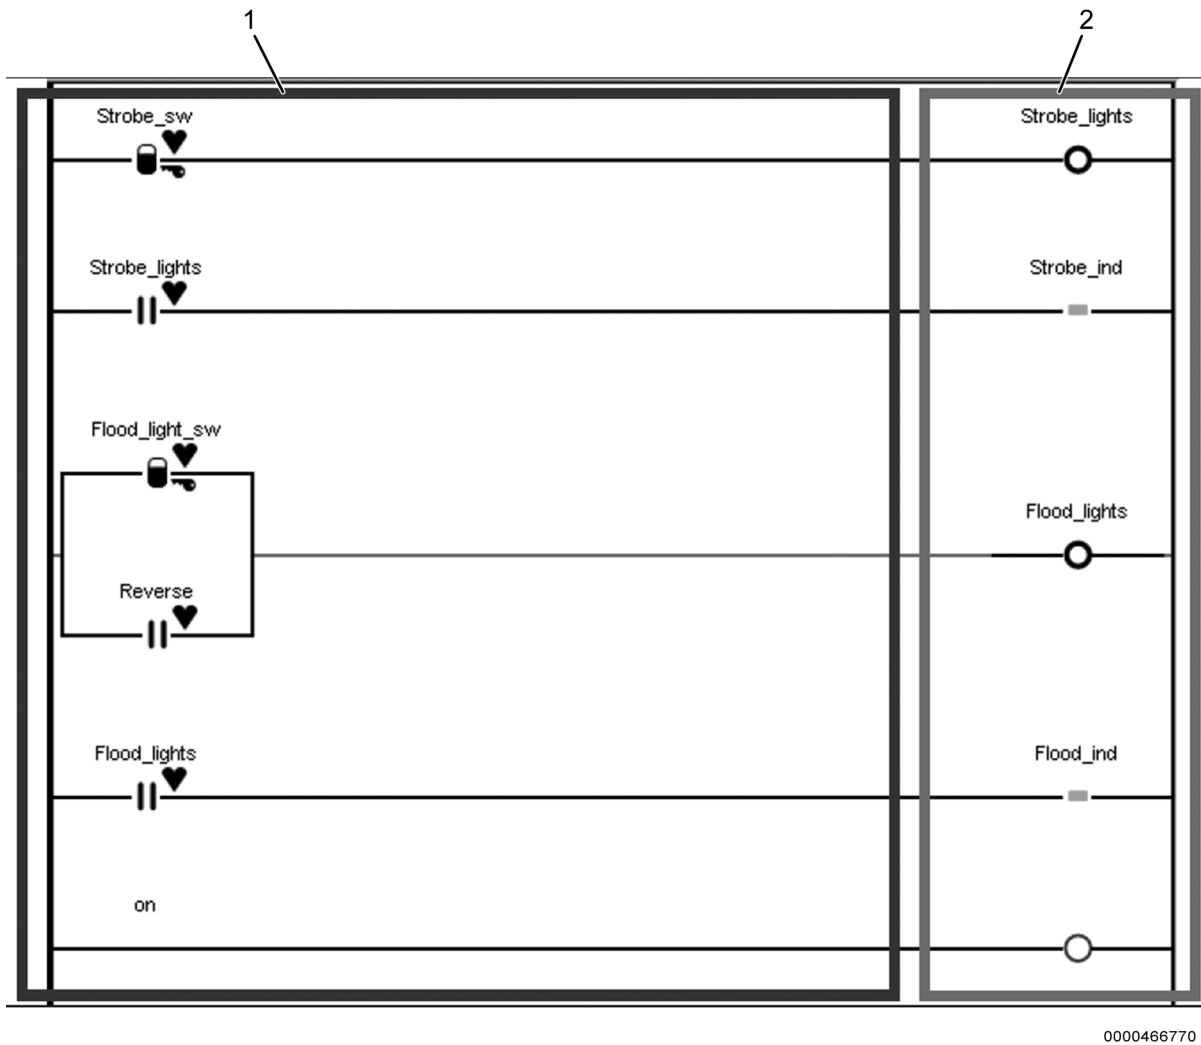 1 2
Strobe_sw Strobe_lights
Strobe_lights Strobe_ind
Flood_light_sw
Flood_lights
Reverse
Flood_lights Flood_ind
on
0000466770